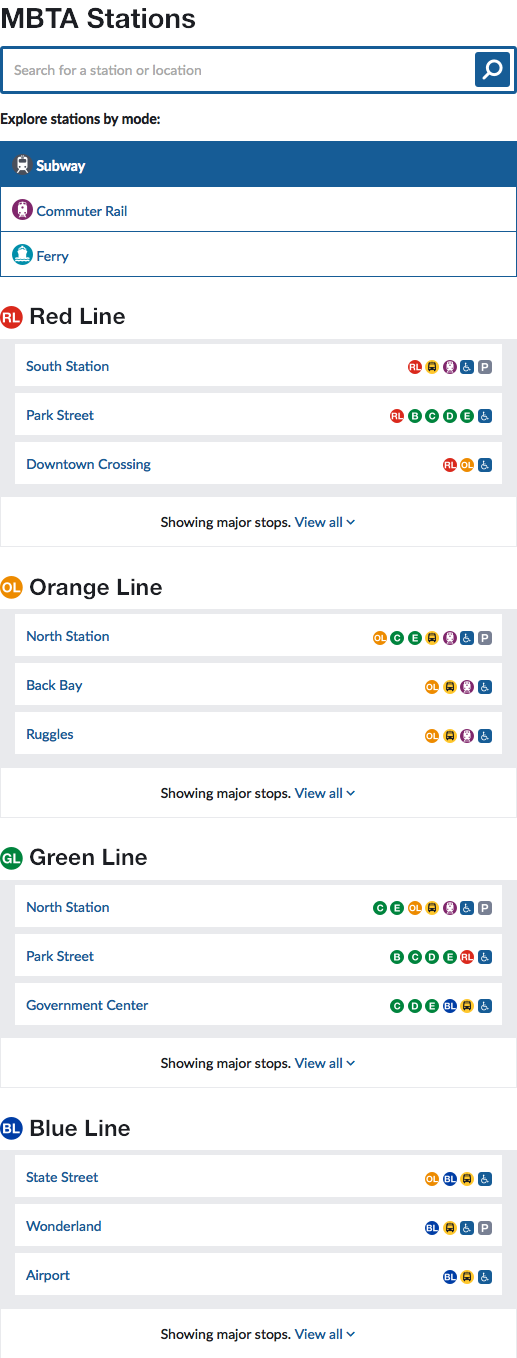 MBTA Stations
Search for a station or location
Explore stations by mode:
Subway
Commuter Rail
Ferry
RL Red Line
South Station RL P
Park Street RL B C D E
Downtown Crossing RL OL
Showing major stops. View all
OL Orange Line
North Station OL C E P
Back Bay OL
Ruggles OL
Showing major stops. View all
GL Green Line
North Station C E OL P
Park Street B C D E RL
Government Center C D E BL
Showing major stops. View all
BL Blue Line
State Street OL BL
Wonderland BL P
Airport BL
Showing major stops. View all